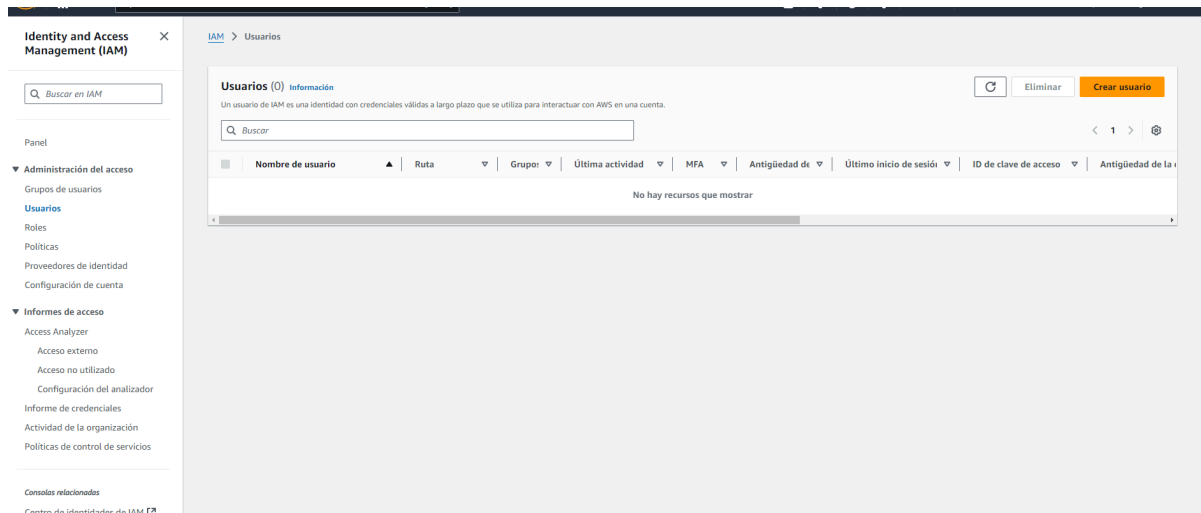 Identity and Access Management (IAM)
Buscar en IAM
Panel
Administración del acceso
Grupos de usuarios
Usuarios
Roles
Políticas
Proveedores de identidad
Configuración de cuenta
Informes de acceso
Access Analyzer
Acceso externo
Acceso no utilizado
Configuración del analizador
Informe de credenciales
Actividad de la organización
Políticas de control de servicios
Consolas relacionadas
Centro de identidades de IAM
IAM > Usuarios
Usuarios (0) Información
Eliminar Crear usuario
Un usuario de IAM es una identidad con credenciales válidas a largo plazo que se utiliza para interactuar con AWS en una cuenta.
Buscar
1
Nombre de usuario Ruta Grupos Última actividad MFA Antigüedad de Último inicio de sesión ID de clave de acceso Antigüedad de la
No hay recursos que mostrar